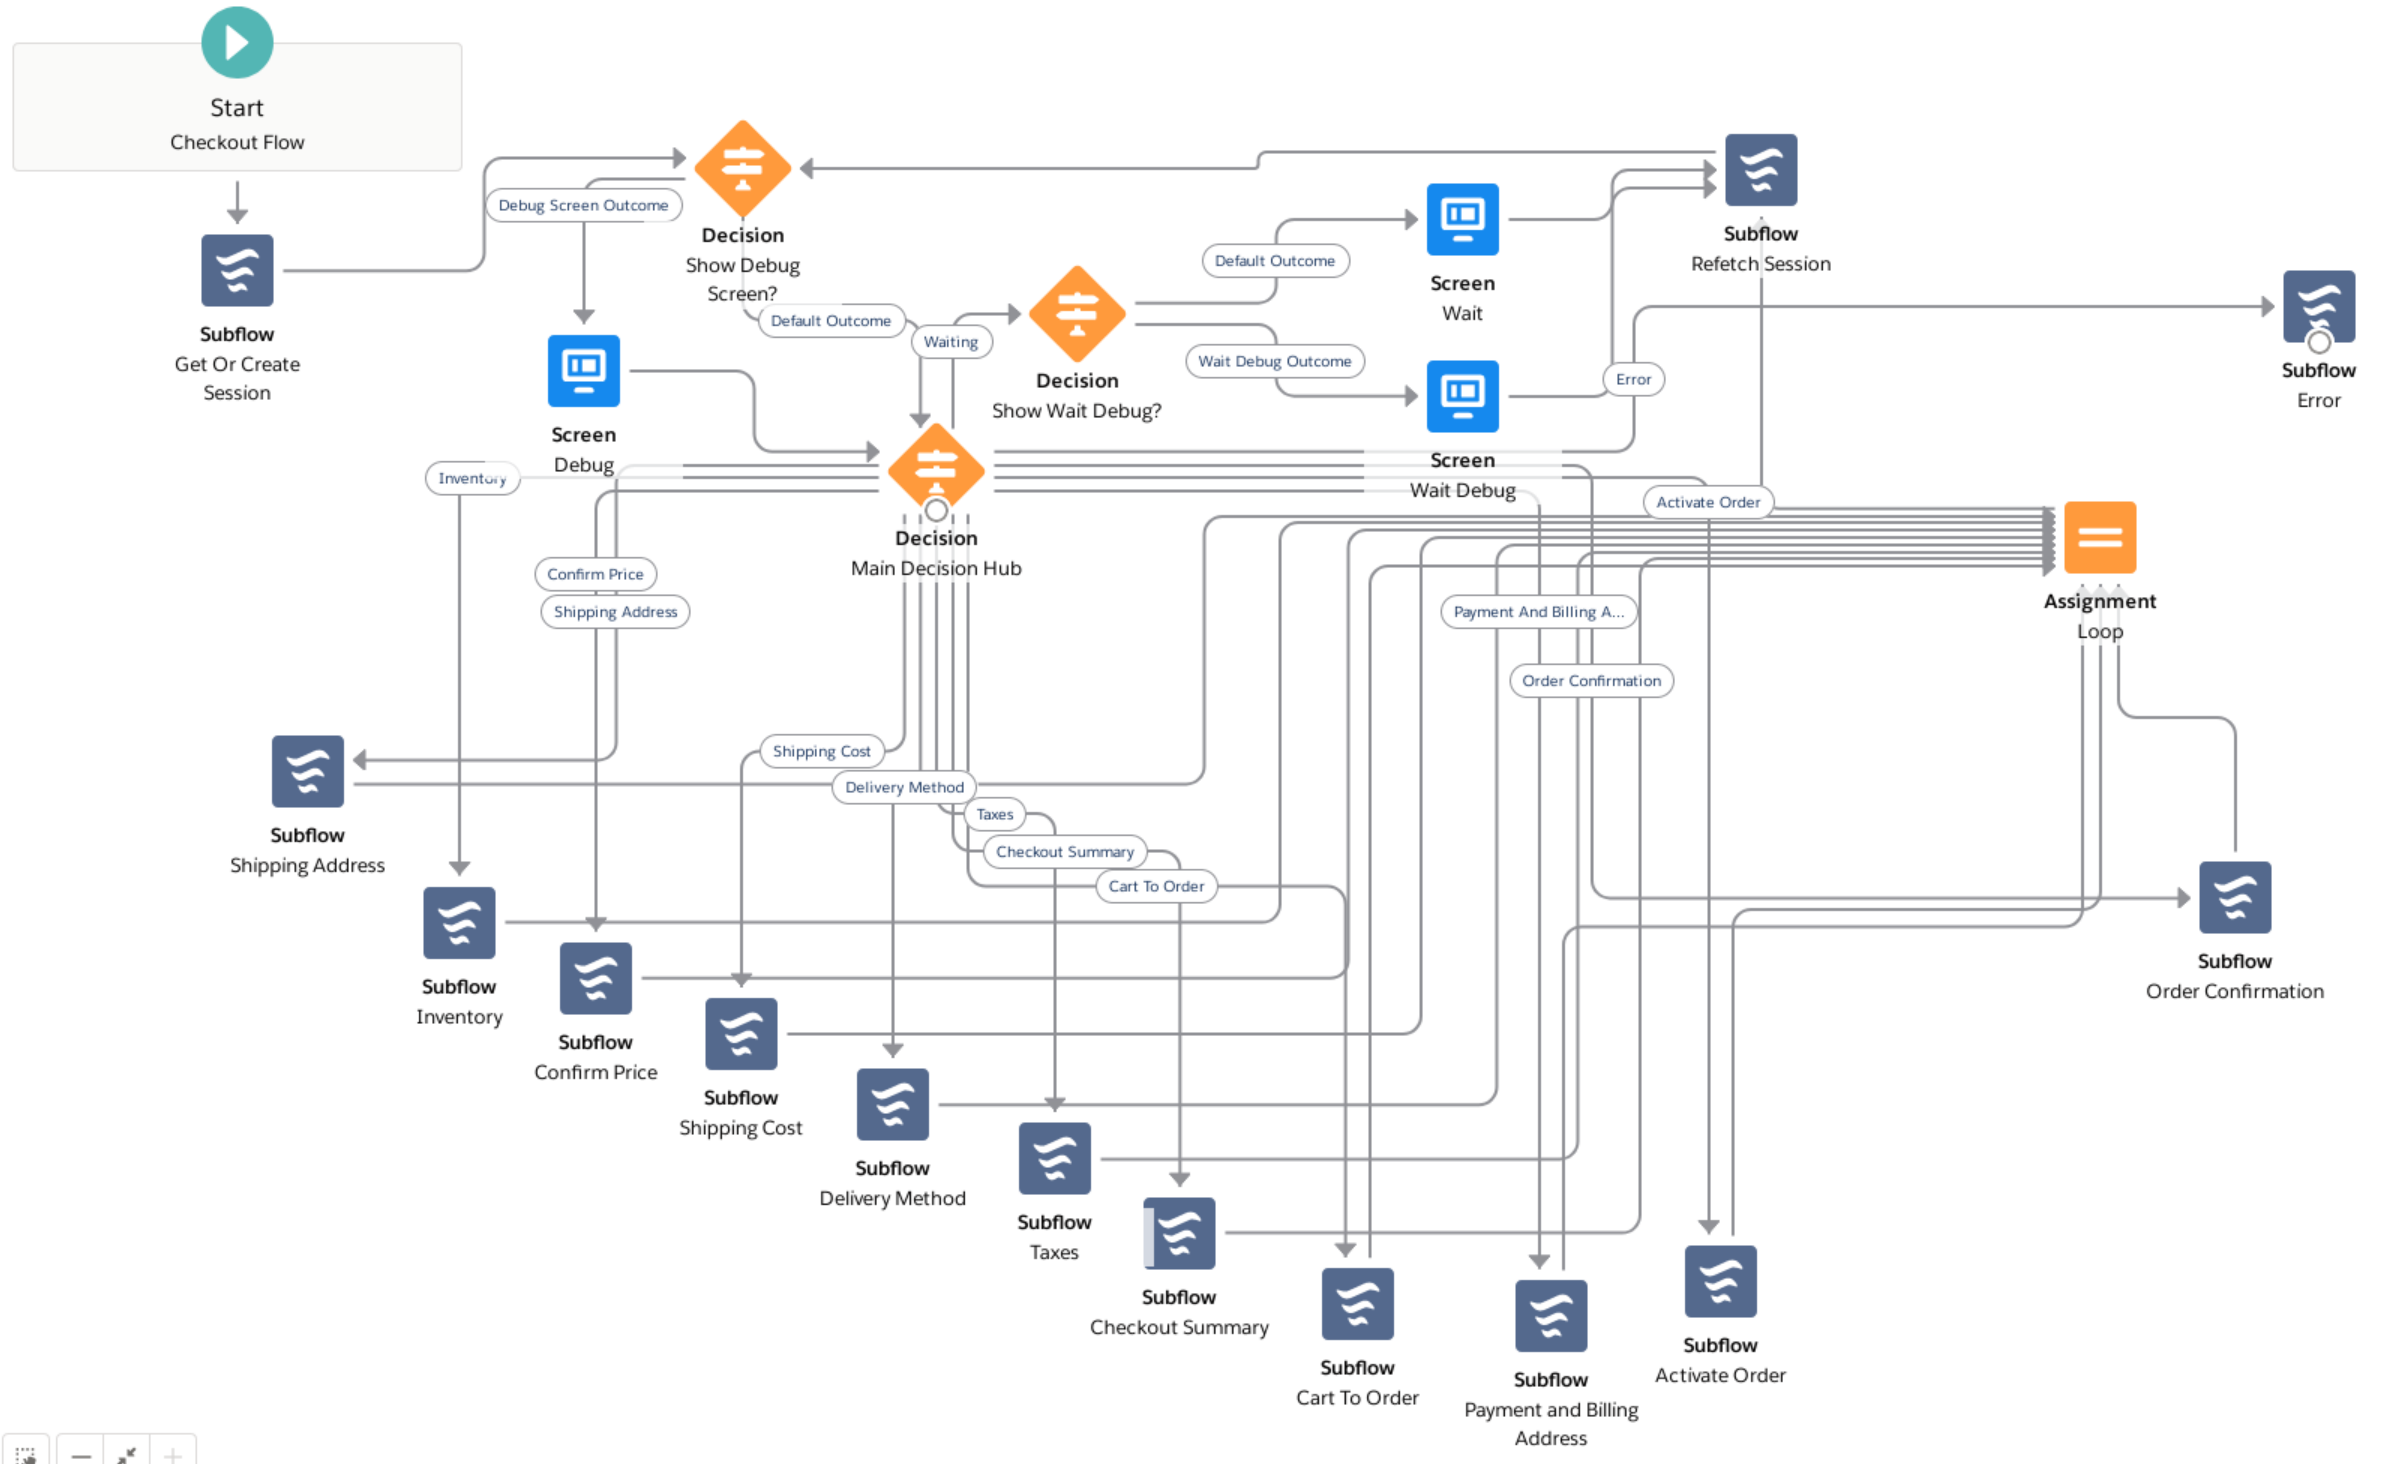 Start
Checkout Flow
Subflow
Get Or Create
Session
Debug Screen Outcome
Decision
Show Debug
Screen?
Default Outcome
Screen
Debug
Waiting
Decision
Show Wait Debug?
Default Outcome
Wait Debug Outcome
Screen
Wait
Screen
Wait Debug
Subflow
Refetch Session
Error
Subflow
Error
Inventory
Decision
Main Decision Hub
Confirm Price
Shipping Address
Activate Order
Payment And Billing A...
Order Confirmation
Assignment
Loop
Shipping Cost
Delivery Method
Taxes
Checkout Summary
Cart To Order
Subflow
Shipping Address
Subflow
Inventory
Subflow
Confirm Price
Subflow
Shipping Cost
Subflow
Delivery Method
Subflow
Taxes
Subflow
Checkout Summary
Subflow
Cart To Order
Subflow
Payment and Billing
Address
Subflow
Activate Order
Subflow
Order Confirmation